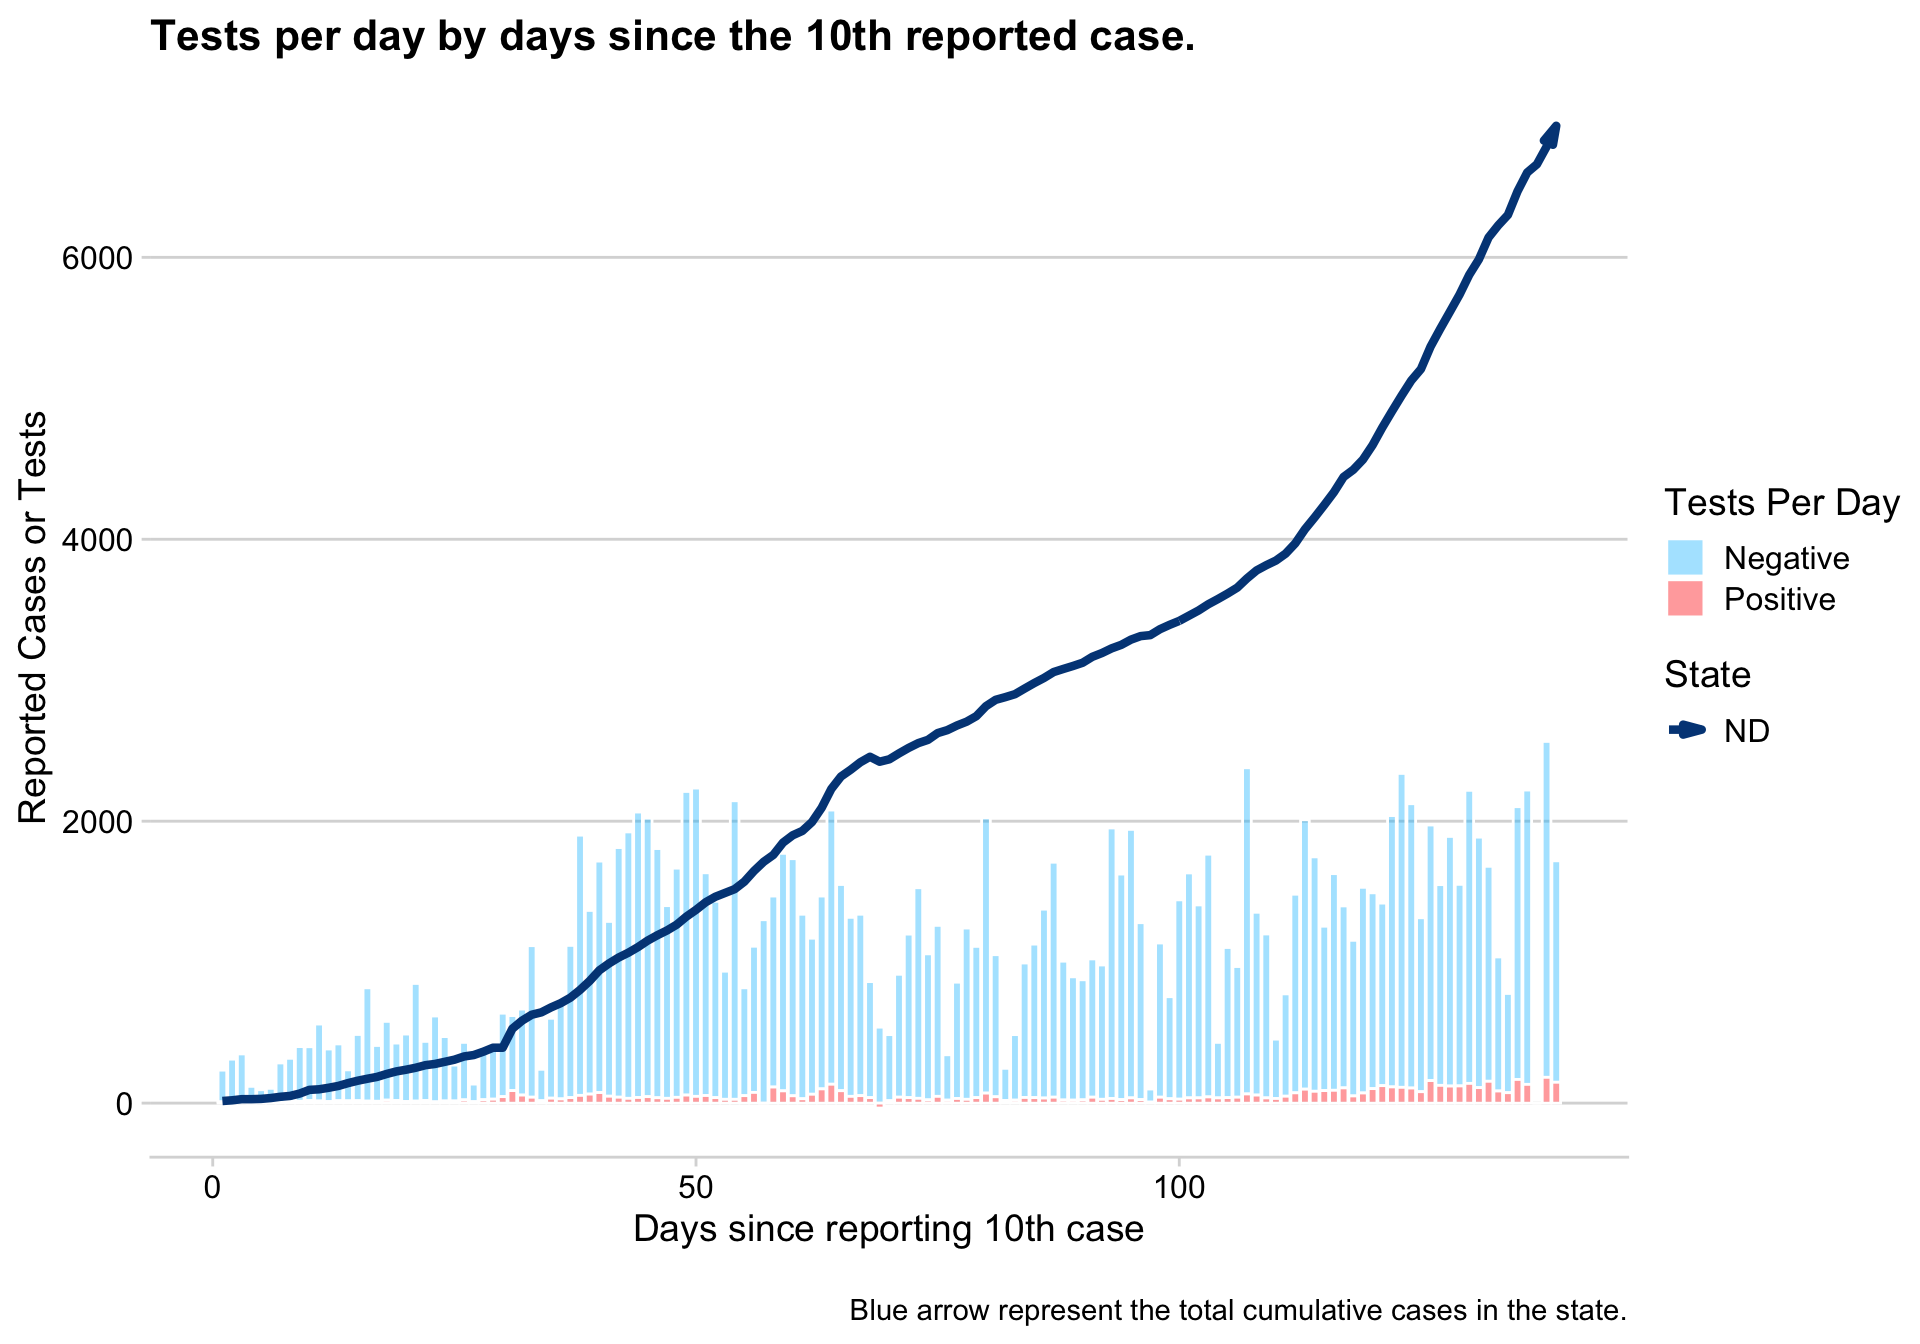 Tests per day by days since the 10th reported case.
Reported Cases or Tests
6000
4000
2000
0
0
50
100
Days since reporting 10th case
Tests Per Day
Negative
Positive
State
ND
Blue arrow represent the total cumulative cases in the state.